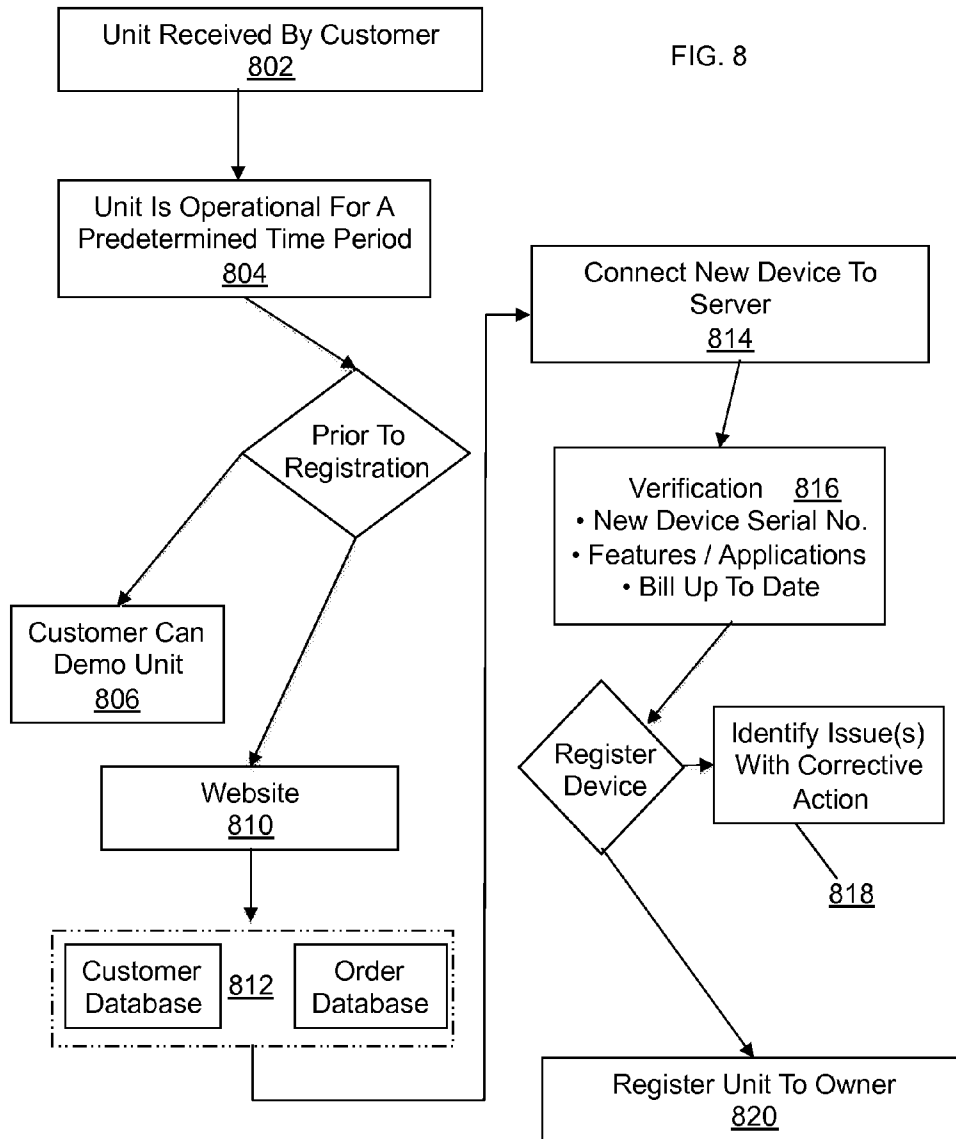 Unit Received By Customer
802
FIG. 8
Unit Is Operational For A
Predetermined Time Period
804
Prior To
Registration
Customer Can
Demo Unit
806
Website
810
Customer
Database
812
Order
Database
Connect New Device To
Server
814
Verification 816
• New Device Serial No.
• Features / Applications
• Bill Up To Date
Register
Device
Identify Issue(s)
With Corrective
Action
818
Register Unit To Owner
820